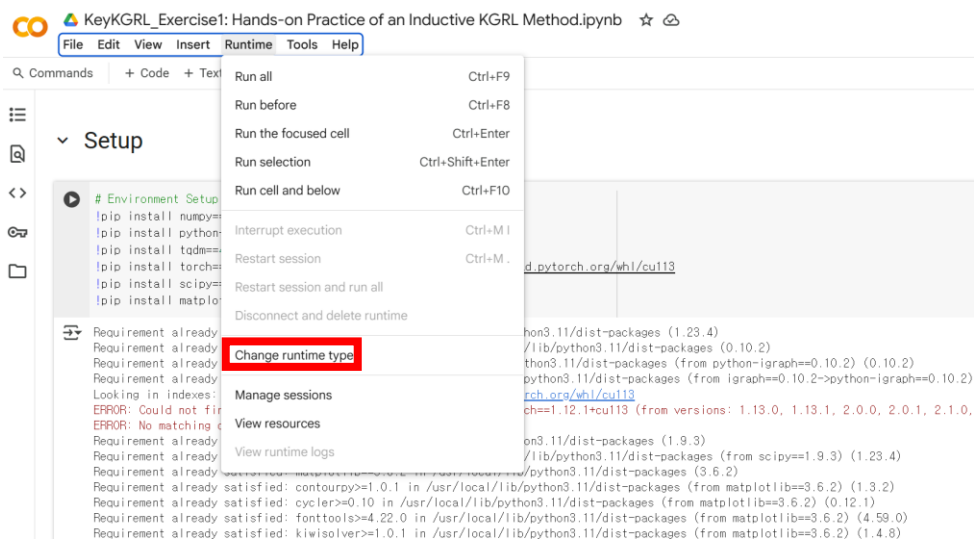 KeyKGRL_Exercise1: Hands-on Practice of an Inductive KGRL Method.ipynb
File Edit View Insert Runtime Tools Help
Commands + Code + Text
Run all Ctrl+F9
Run before Ctrl+F8
Run the focused cell Ctrl+Enter
Run selection Ctrl+Shift+Enter
Run cell and below Ctrl+F10
Interrupt execution Ctrl+M I
Restart session Ctrl+M .
Restart session and run all
Disconnect and delete runtime
Change runtime type
Manage sessions
View resources
View runtime logs
Setup
# Environment Setup
!pip install numpy==
!pip install python-
!pip install tqdm==
!pip install torch== d.pytorch.org/whl/cu113
!pip install scipy==
!pip install matplo
Requirement already hon3.11/dist-packages (1.23.4)
Requirement already /lib/python3.11/dist-packages (0.10.2)
Requirement already thon3.11/dist-packages (from python-igraph==0.10.2) (0.10.2)
Requirement already python3.11/dist-packages (from igraph==0.10.2->python-igraph==0.10.2)
Looking in indexes: rch.org/whl/cu113
ERROR: Could not fin ch==1.12.1+cu113 (from versions: 1.13.0, 1.13.1, 2.0.0, 2.0.1, 2.1.0,
ERROR: No matching
Requirement already on3.11/dist-packages (1.9.3)
Requirement already /lib/python3.11/dist-packages (from scipy==1.9.3) (1.23.4)
Requirement already satisfied: matplotlib==3.6.2 in /usr/local/lib/python3.11/dist-packages (3.6.2)
Requirement already satisfied: contourpy>=1.0.1 in /usr/local/lib/python3.11/dist-packages (from matplotlib==3.6.2) (1.3.2)
Requirement already satisfied: cycler>=0.10 in /usr/local/lib/python3.11/dist-packages (from matplotlib==3.6.2) (0.12.1)
Requirement already satisfied: fonttools>=4.22.0 in /usr/local/lib/python3.11/dist-packages (from matplotlib==3.6.2) (4.59.0)
Requirement already satisfied: kiwisolver>=1.0.1 in /usr/local/lib/python3.11/dist-packages (from matplotlib==3.6.2) (1.4.8)